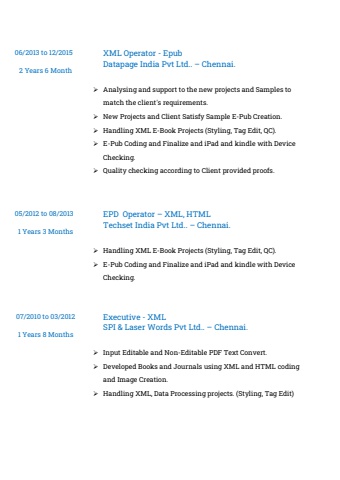 06/2013 to 12/2015
2 Years 6 Month
XML Operator - Epub
Datapage India Pvt Ltd.. – Chennai.
➢ Analysing and support to the new projects and Samples to
match the client's requirements.
➢ New Projects and Client Satisfy Sample E-Pub Creation.
➢ Handling XML E-Book Projects (Styling, Tag Edit, QC).
➢ E-Pub Coding and Finalize and iPad and kindle with Device
Checking.
➢ Quality checking according to Client provided proofs.
05/2012 to 08/2013
1 Years 3 Months
EPD Operator – XML, HTML
Techset India Pvt Ltd.. – Chennai.
➢ Handling XML E-Book Projects (Styling, Tag Edit, QC).
➢ E-Pub Coding and Finalize and iPad and kindle with Device
Checking.
07/2010 to 03/2012
1 Years 8 Months
Executive - XML
SPI & Laser Words Pvt Ltd.. – Chennai.
➢ Input Editable and Non-Editable PDF Text Convert.
➢ Developed Books and Journals using XML and HTML coding
and Image Creation.
➢ Handling XML, Data Processing projects. (Styling, Tag Edit)